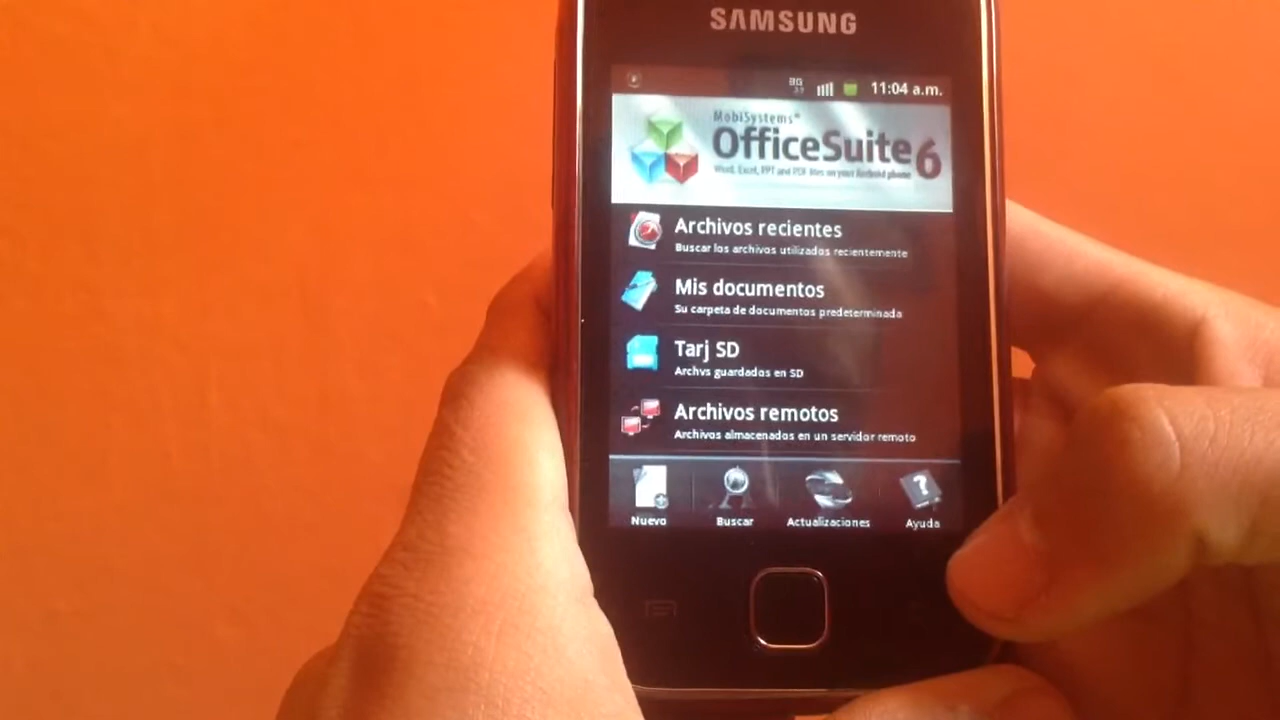 SAMSUNG
3G
11:04 a.m.
MobiSystems™
OfficeSuite 6
Word, Excel, PPT and PDF files on your Android phone
Archivos recientes
Buscar los archivos utilizados recientemente
Mis documentos
Su carpeta de documentos predeterminada
Tarj SD
Archvs guardados en SD
Archivos remotos
Archivos almacenados en un servidor remoto
Nuevo
Buscar
Actualizaciones
Ayuda